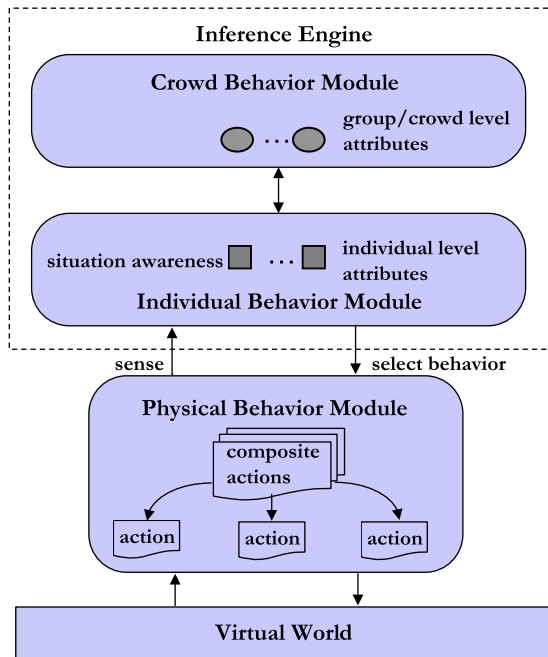 Inference Engine
Crowd Behavior Module
group/crowd level
attributes
situation awareness
individual level
attributes
Individual Behavior Module
sense
select behavior
Physical Behavior Module
composite
actions
action
action
action
Virtual World